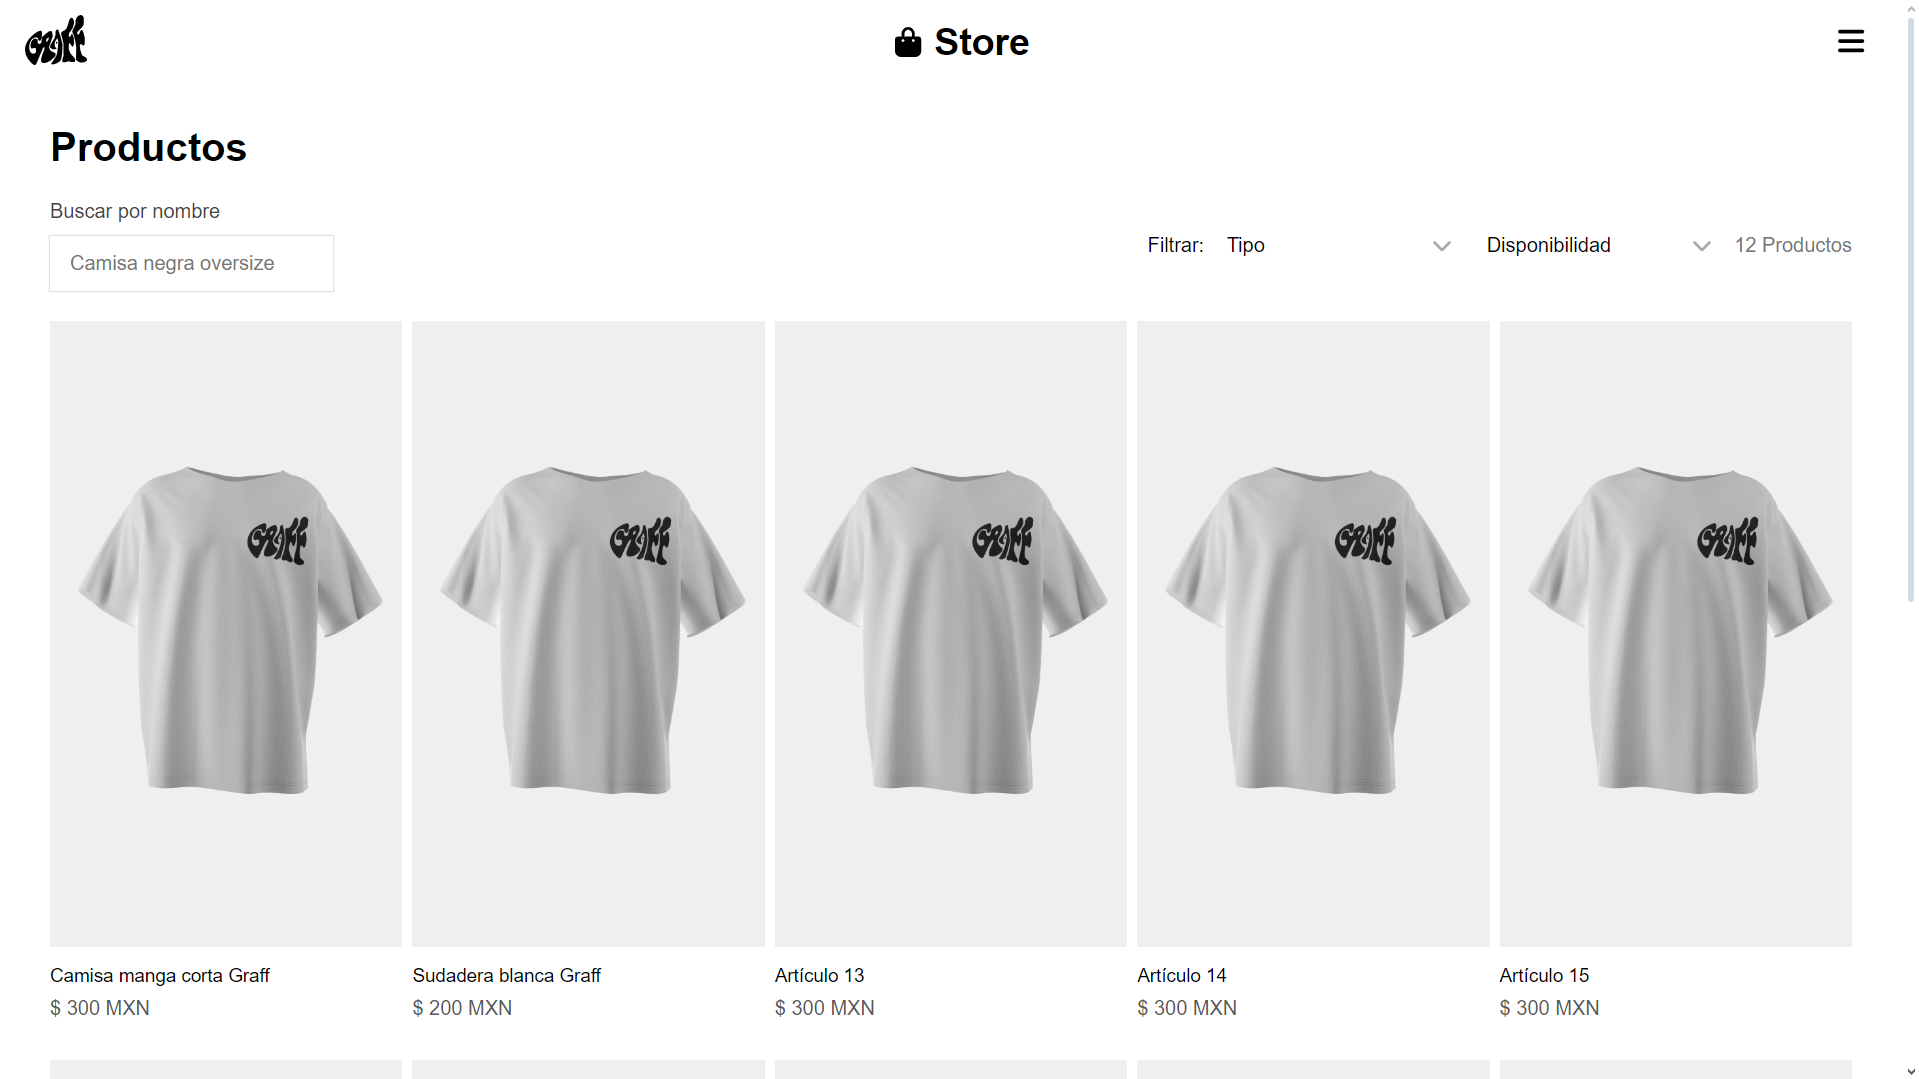 GRAFF
Store
Productos
Buscar por nombre
Camisa negra oversize
Filtrar: Tipo Disponibilidad 12 Productos
GRAFF GRAFF GRAFF GRAFF GRAFF
Camisa manga corta Graff Sudadera blanca Graff Artículo 13 Artículo 14 Artículo 15
$ 300 MXN $ 200 MXN $ 300 MXN $ 300 MXN $ 300 MXN